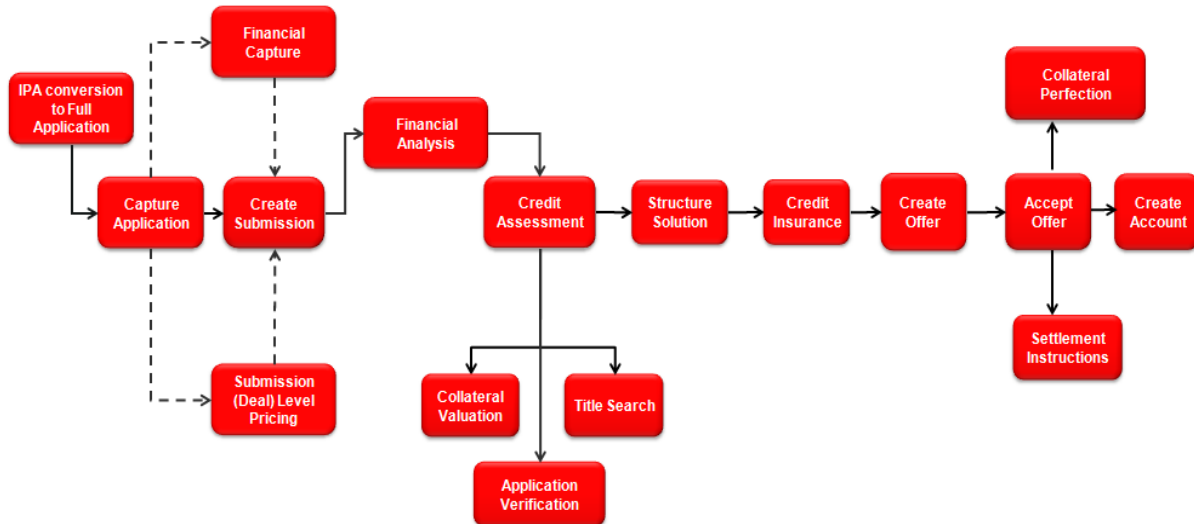 Financial
Capture
IPA conversion
to Full
Application
Collateral
Perfection
Financial
Analysis
Capture
Application
Create
Submission
Credit
Assessment
Structure
Solution
Credit
Insurance
Create
Offer
Accept
Offer
Create
Account
Settlement
Instructions
Submission
(Deal) Level
Pricing
Collateral
Valuation
Title Search
Application
Verification